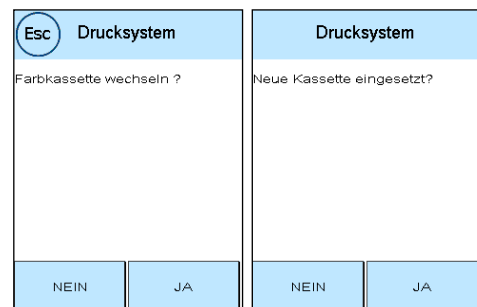 Esc Drucksystem
Farbkassette wechseln ?
NEIN JA
Drucksystem
Neue Kassette eingesetzt?
NEIN JA